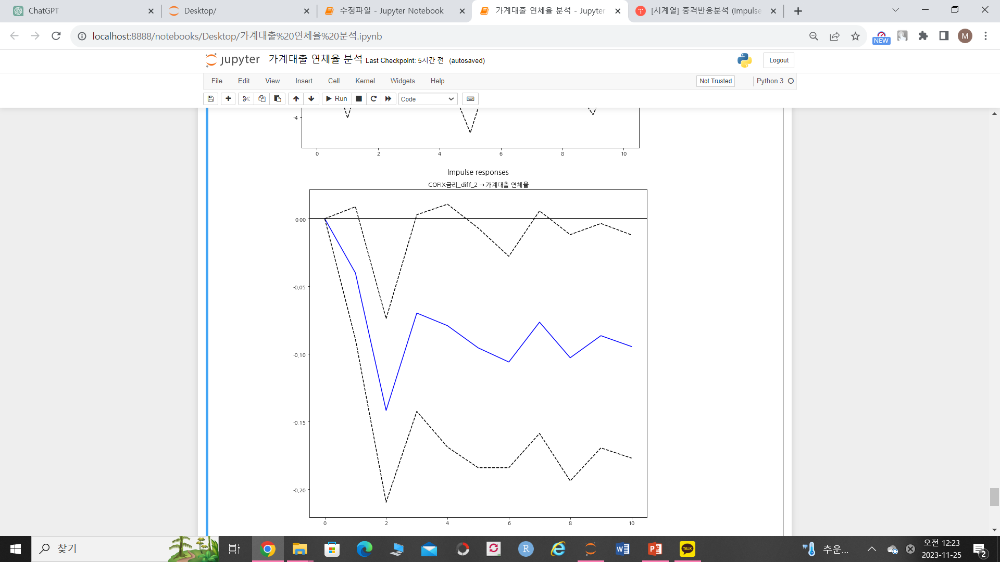 ChatGPT
Desktop/
수정파일 - Jupyter Notebook
가계대출 연체율 분석 - Jupyter
[시계열] 충격반응분석 (Impulse
localhost:8888/notebooks/Desktop/가계대출%20연체율%20분석.ipynb
NEW
M
jupyter 가계대출 연체율 분석 Last Checkpoint: 5시간 전 (autosaved)
Logout
File Edit View Insert Cell Kernel Widgets Help
Not Trusted
Python 3
Run
Code
-4
0 2 4 6 8 10
Impulse responses
COFIX금리_diff_2 → 가계대출 연체율
0.00
-0.05
-0.10
-0.15
-0.20
0 2 4 6 8 10
찾기
R
TALK
추운...
오전 12:23
2023-11-25
2